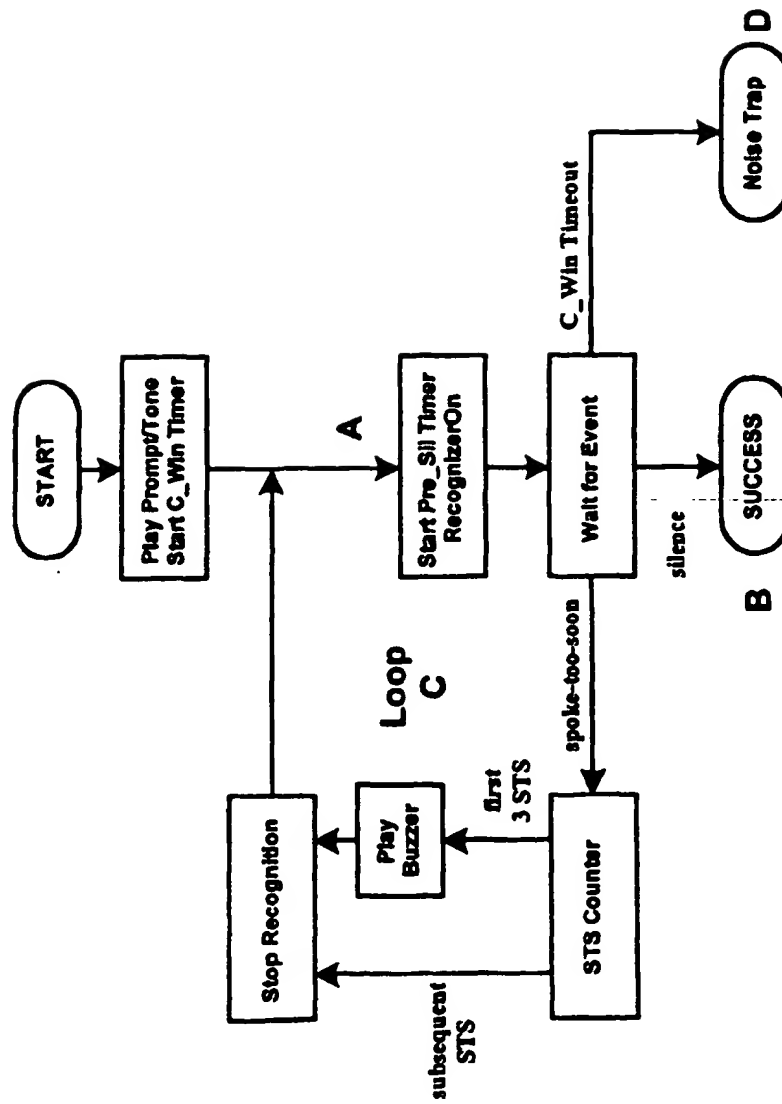 START
Play Prompt/Tone
Start C_Win Timer
A
Start Pre_Sil Timer
RecognizerOn
Wait for Event
C_Win Timeout
Noise Trap
D
silence
SUCCESS
B
spoke-too-soon
STS Counter
first
3 STS
Play
Buzzer
subsequent
STS
Stop Recognition
Loop
C